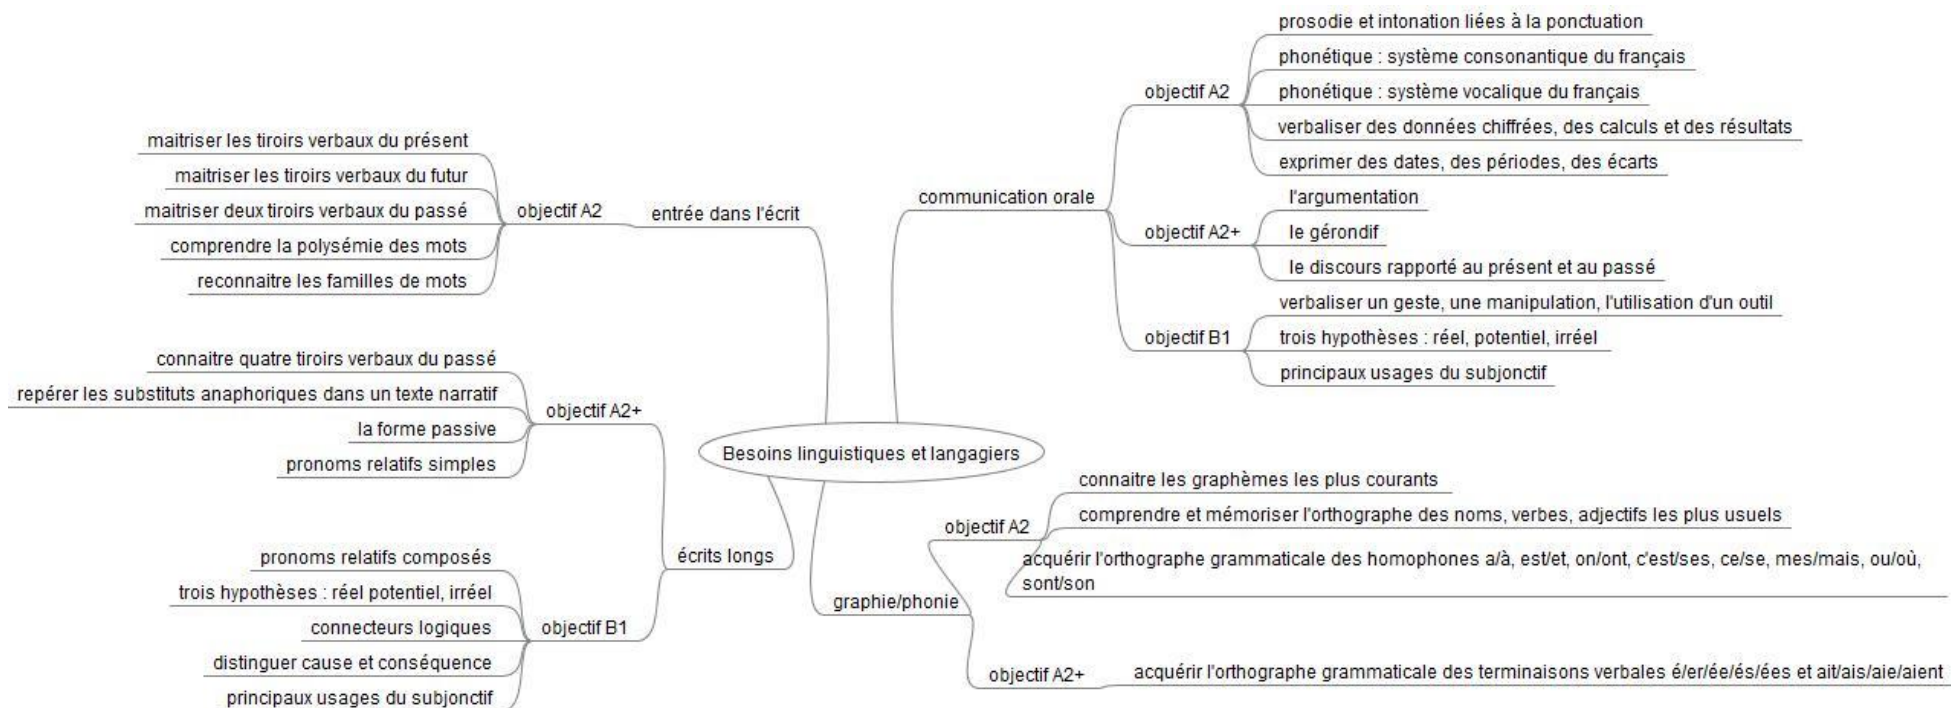 Besoins linguistiques et langagiers
entrée dans l'écrit
objectif A2
maitriser les tiroirs verbaux du présent
maitriser les tiroirs verbaux du futur
maitriser deux tiroirs verbaux du passé
comprendre la polysémie des mots
reconnaitre les familles de mots
écrits longs
objectif A2+
connaitre quatre tiroirs verbaux du passé
repérer les substituts anaphoriques dans un texte narratif
la forme passive
pronoms relatifs simples
objectif B1
pronoms relatifs composés
trois hypothèses : réel potentiel, irréel
connecteurs logiques
distinguer cause et conséquence
principaux usages du subjonctif
communication orale
objectif A2
prosodie et intonation liées à la ponctuation
phonétique : système consonantique du français
phonétique : système vocalique du français
verbaliser des données chiffrées, des calculs et des résultats
exprimer des dates, des périodes, des écarts
objectif A2+
l'argumentation
le gérondif
le discours rapporté au présent et au passé
objectif B1
verbaliser un geste, une manipulation, l'utilisation d'un outil
trois hypothèses : réel, potentiel, irréel
principaux usages du subjonctif
graphie/phonie
objectif A2
connaitre les graphèmes les plus courants
comprendre et mémoriser l'orthographe des noms, verbes, adjectifs les plus usuels
acquérir l'orthographe grammaticale des homophones a/à, est/et, on/ont, c'est/ses, ce/se, mes/mais, ou/où,
sont/son
objectif A2+
acquérir l'orthographe grammaticale des terminaisons verbales é/er/ée/és/ées et ait/ais/aie/aient